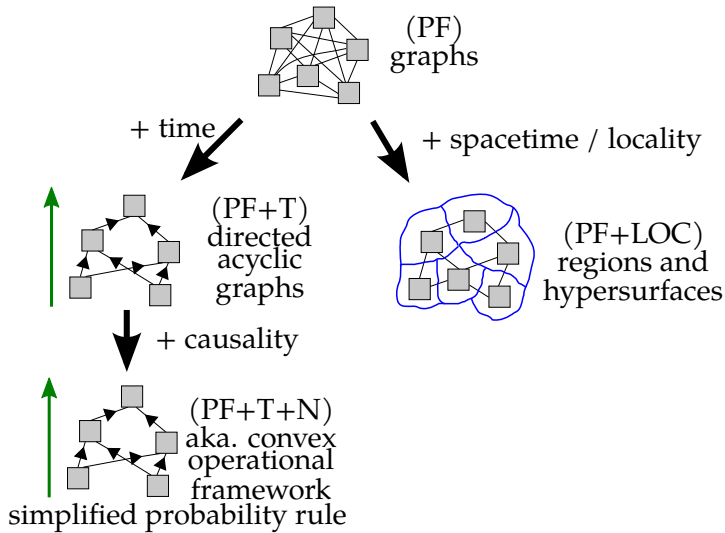 (PF)
graphs
+ time
+ spacetime / locality
(PF+T)
directed
acyclic
graphs
(PF+LOC)
regions and
hypersurfaces
+ causality
(PF+T+N)
aka. convex
operational
framework
simplified probability rule